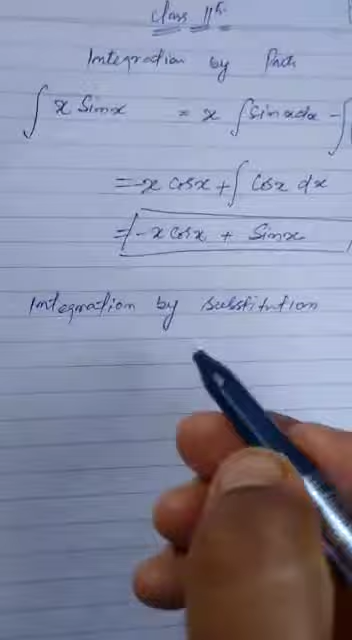 Class 11th
Integration by Parts
∫ x Sinx = x ∫ Sinxdx - ∫
= -x Cosx + ∫ Cosx dx
= -x cosx + Sinx
Integration by substitution